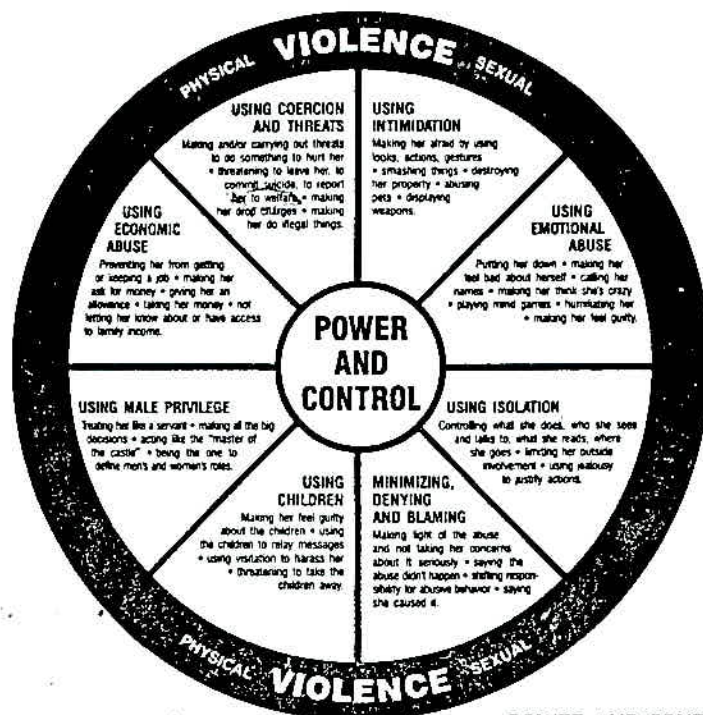 PHYSICAL VIOLENCE SEXUAL
USING COERCION
AND THREATS
Making and/or carrying out threats
to do something to hurt her
• threatening to leave her, to
commit suicide, to report
her to welfare • making
her drop charges • making
her do illegal things.
USING
INTIMIDATION
Making her afraid by using
looks, actions, gestures
• smashing things • destroying
her property • abusing
pets • displaying
weapons.
USING
EMOTIONAL
ABUSE
Putting her down • making her
feel bad about herself • calling her
names • making her think she's crazy
• playing mind games • humiliating her
• making her feel guilty.
USING ISOLATION
Controlling what she does, who she sees
and talks to, what she reads, where
she goes • limiting her outside
involvement • using jealousy
to justify actions.
MINIMIZING,
DENYING
AND BLAMING
Making light of the abuse
and not taking her concerns
about it seriously • saying the
abuse didn't happen • shifting respon-
sibility for abusive behavior • saying
she caused it.
USING
CHILDREN
Making her feel guilty
about the children • using
the children to relay messages
• using visitation to harass her
• threatening to take the
children away.
USING MALE PRIVILEGE
Treating her like a servant • making all the big
decisions • acting like the "master of
the castle" • being the one to
define men's and women's roles.
USING
ECONOMIC
ABUSE
Preventing her from getting
or keeping a job • making her
ask for money • giving her an
allowance • taking her money • not
letting her know about or have access
to family income.
POWER
AND
CONTROL
PHYSICAL VIOLENCE SEXUAL